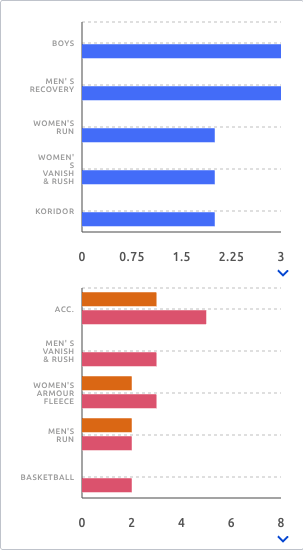 BOYS
MEN' S
RECOVERY
WOMEN'S
RUN
WOMEN'
S
VANISH
& RUSH
KORIDOR
0 0.75 1.5 2.25 3
ACC.
MEN' S
VANISH
& RUSH
WOMEN'S
ARMOUR
FLEECE
MEN'S
RUN
BASKETBALL
0 2 4 6 8